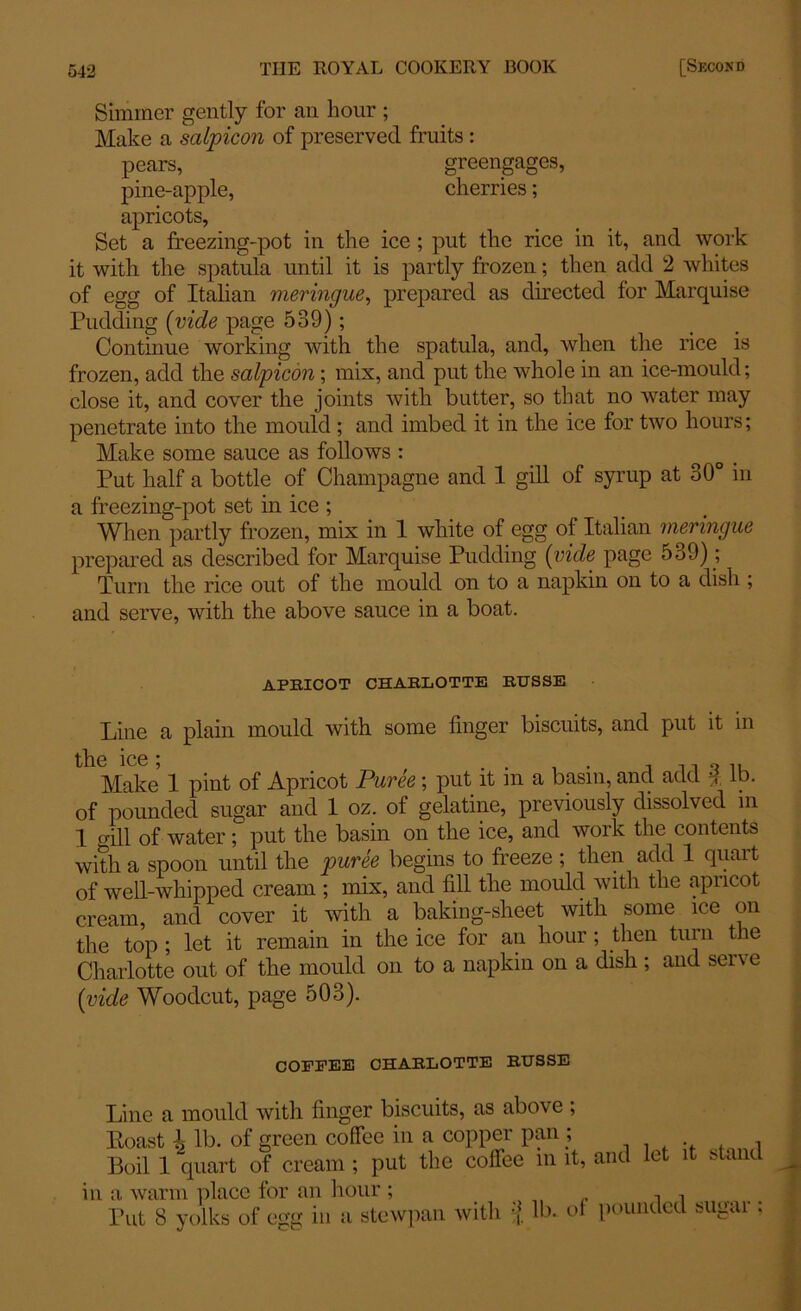 542 THE ROYAL COOKERY BOOK [Second
Simmer gently for an hour ;
Make a salpicon of preserved fruits :
pears, greengages,
pine-apple, cherries ;
apricots,
Set a freezing-pot in the ice ; put the rice in it, and work
it with the spatula until it is partly frozen ; then add 2 whites
of egg of Italian meringue, prepared as directed for Marquise
Pudding (vide page 539) ;
Continue working with the spatula, and, when the rice is
frozen, add the salpicon ; mix, and put the whole in an ice-mould ;
close it, and cover the joints with butter, so that no water may
penetrate into the mould ; and imbed it in the ice for two hours ;
Make some sauce as follows :
Put half a bottle of Champagne and 1 gill of syrup at 30° in
a freezing-pot set in ice ;
When partly frozen, mix in 1 white of egg of Italian meringue
prepared as described for Marquise Pudding (vide page 539) ;
Turn the rice out of the mould on to a napkin on to a dish ;
and serve, with the above sauce in a boat.
APRICOT CHARLOTTE RUSSE
Line a plain mould with some finger biscuits, and put it in
the ice ;
Make 1 pint of Apricot Purée ; put it in a basin, and add ¾ lb.
of pounded sugar and 1 oz. of gelatine, previously dissolved in
1 gill of water ; put the basin on the ice, and work the contents
with a spoon until the purée begins to freeze ; then add 1 quart
of well-whipped cream ; mix, and fill the mould with the apricot
cream, and cover it with a baking-sheet with some ice on
the top ; let it remain in the ice for an hour ; then turn the
Charlotte out of the mould on to a napkin on a dish ; and serve
(vide Woodcut, page 503).
COFFEE CHARLOTTE RUSSE
Line a mould with finger biscuits, as above ;
Roast ½ lb. of green coffee in a copper pan ;
Boil 1 quart of cream ; put the coffee in it, and let it stand
in a warm place for an hour ;
Put 8 yolks of egg in a stewpan with ¾ lb. of pounded sugar ;